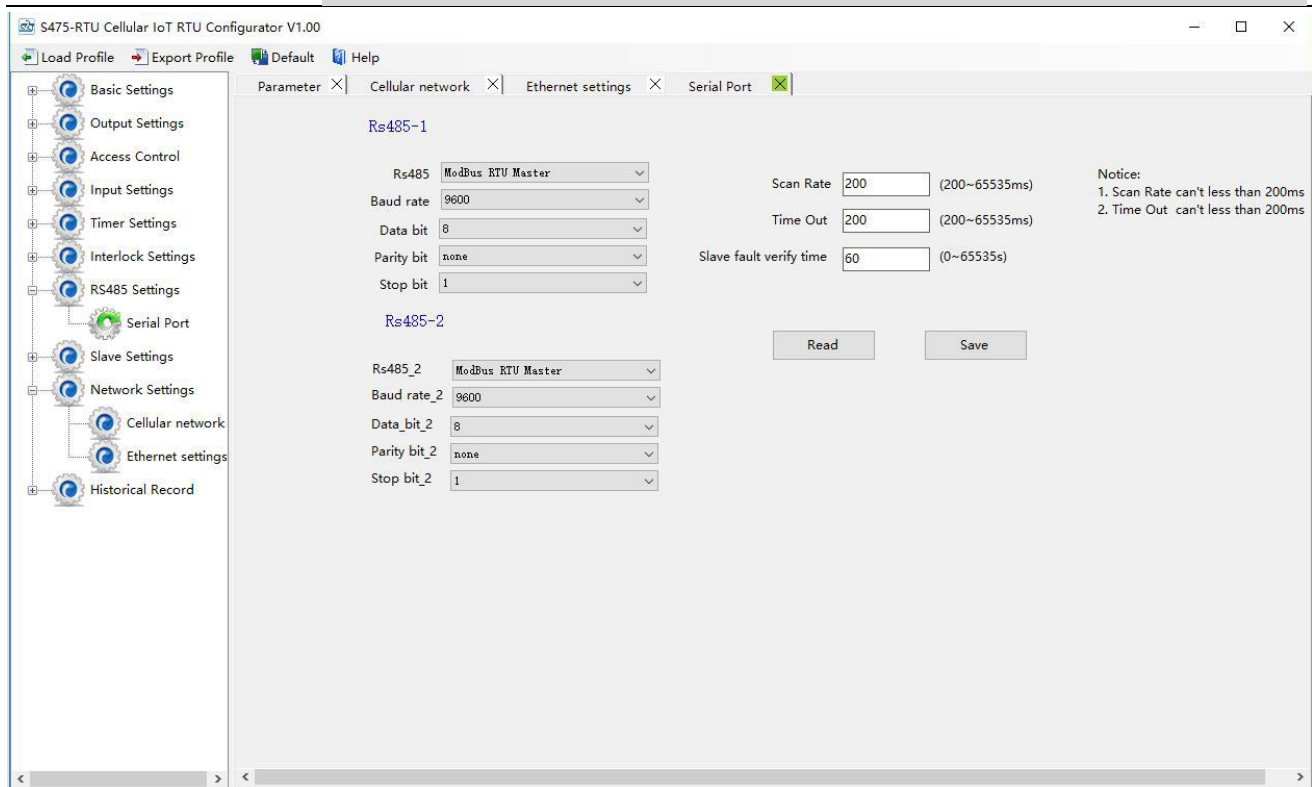 S475-RTU Cellular IoT RTU Configurator V1.00
Load Profile Export Profile Default Help
Basic Settings
Output Settings
Access Control
Input Settings
Timer Settings
Interlock Settings
RS485 Settings
Serial Port
Slave Settings
Network Settings
Cellular network
Ethernet settings
Historical Record
Parameter Cellular network Ethernet settings Serial Port
Rs485-1
Rs485 ModBus RTU Master
Baud rate 9600
Data bit 8
Parity bit none
Stop bit 1
Rs485-2
Rs485_2 ModBus RTU Master
Baud rate_2 9600
Data_bit_2 8
Parity bit_2 none
Stop bit_2 1
Scan Rate 200 (200~65535ms)
Time Out 200 (200~65535ms)
Slave fault verify time 60 (0~65535s)
Read Save
Notice:
1. Scan Rate can't less than 200ms
2. Time Out can't less than 200ms